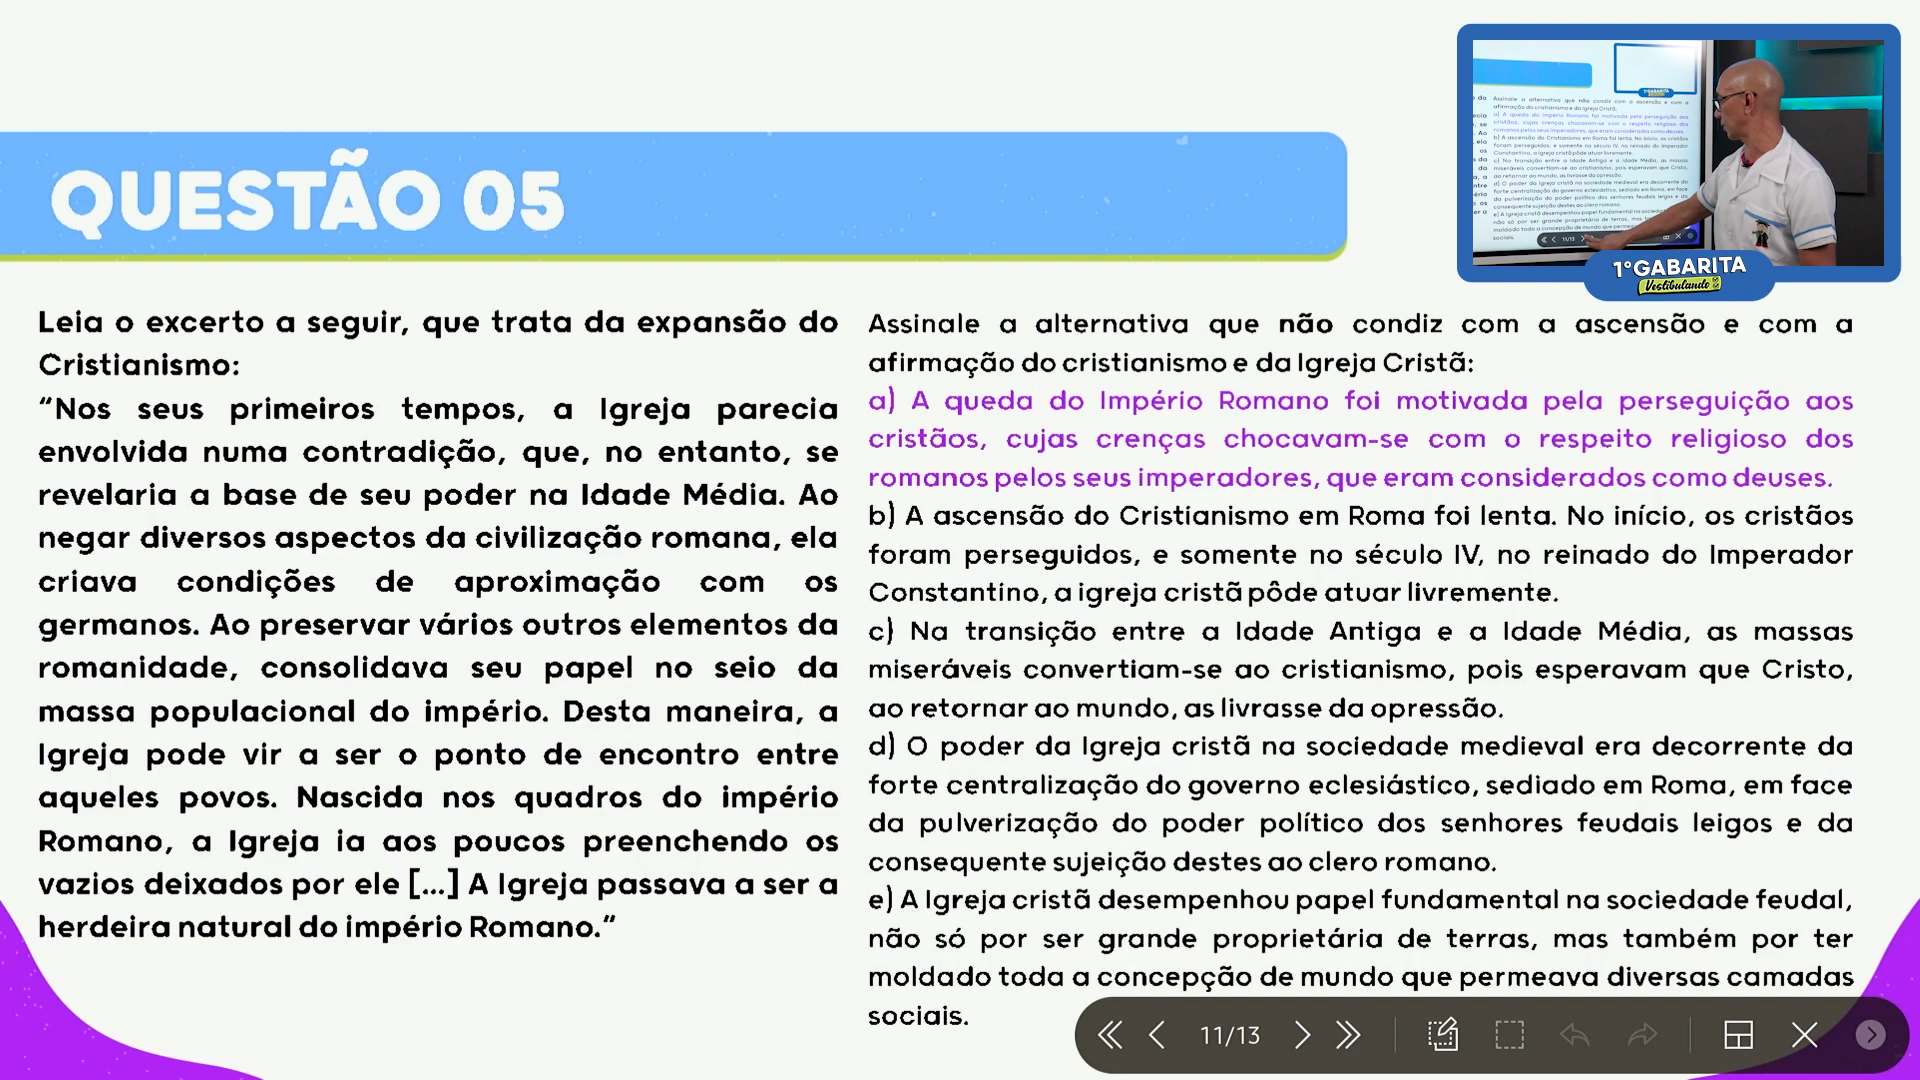 QUESTÃO 05
1ºGABARITA
Vestibulando
Leia o excerto a seguir, que trata da expansão do
Cristianismo:
“Nos seus primeiros tempos, a Igreja parecia
envolvida numa contradição, que, no entanto, se
revelaria a base de seu poder na Idade Média. Ao
negar diversos aspectos da civilização romana, ela
criava condições de aproximação com os
germanos. Ao preservar vários outros elementos da
romanidade, consolidava seu papel no seio da
massa populacional do império. Desta maneira, a
Igreja pode vir a ser o ponto de encontro entre
aqueles povos. Nascida nos quadros do império
Romano, a Igreja ia aos poucos preenchendo os
vazios deixados por ele [...] A Igreja passava a ser a
herdeira natural do império Romano.”
Assinale a alternativa que não condiz com a ascensão e com a
afirmação do cristianismo e da Igreja Cristã:
a) A queda do Império Romano foi motivada pela perseguição aos
cristãos, cujas crenças chocavam-se com o respeito religioso dos
romanos pelos seus imperadores, que eram considerados como deuses.
b) A ascensão do Cristianismo em Roma foi lenta. No início, os cristãos
foram perseguidos, e somente no século IV, no reinado do Imperador
Constantino, a igreja cristã pôde atuar livremente.
c) Na transição entre a Idade Antiga e a Idade Média, as massas
miseráveis convertiam-se ao cristianismo, pois esperavam que Cristo,
ao retornar ao mundo, as livrasse da opressão.
d) O poder da Igreja cristã na sociedade medieval era decorrente da
forte centralização do governo eclesiástico, sediado em Roma, em face
da pulverização do poder político dos senhores feudais leigos e da
consequente sujeição destes ao clero romano.
e) A Igreja cristã desempenhou papel fundamental na sociedade feudal,
não só por ser grande proprietária de terras, mas também por ter
moldado toda a concepção de mundo que permeava diversas camadas
sociais.
11/13